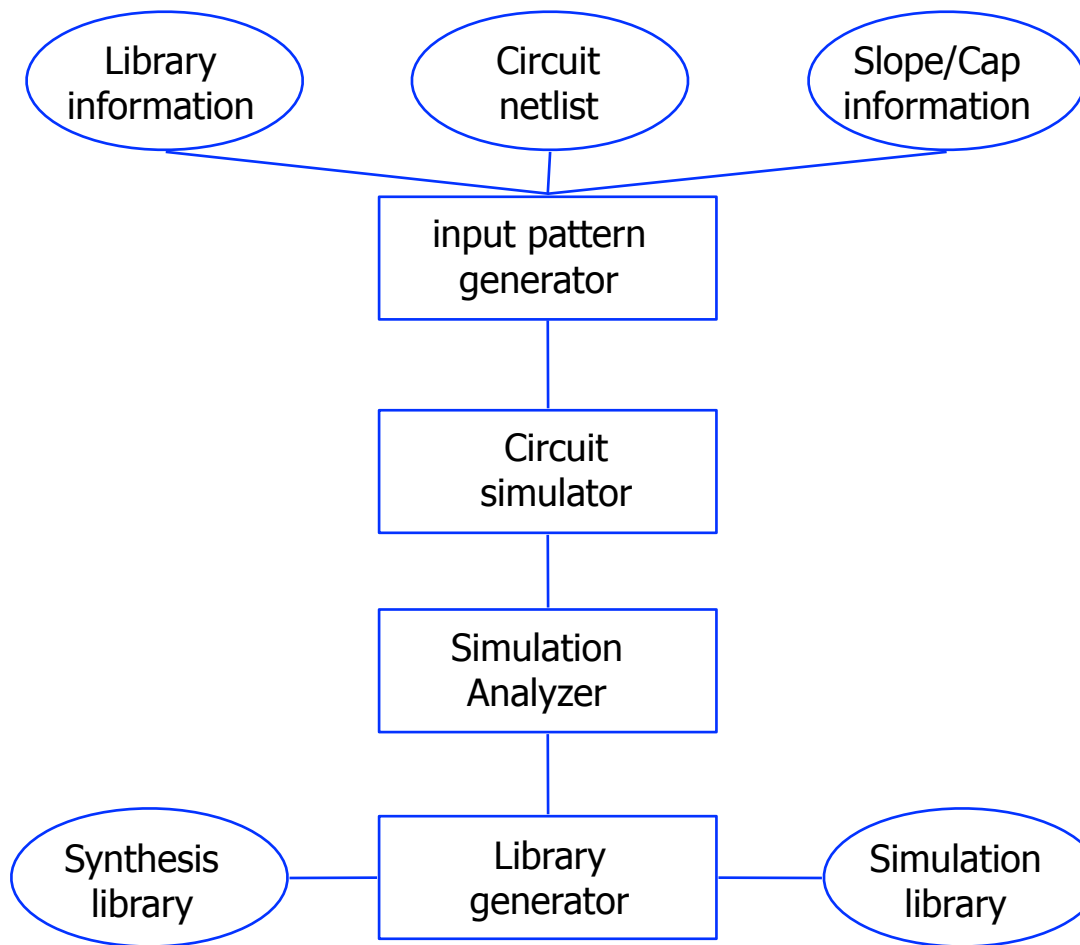 Library
information
Circuit
netlist
Slope/Cap
information
input pattern
generator
Circuit
simulator
Simulation
Analyzer
Synthesis
library
Library
generator
Simulation
library